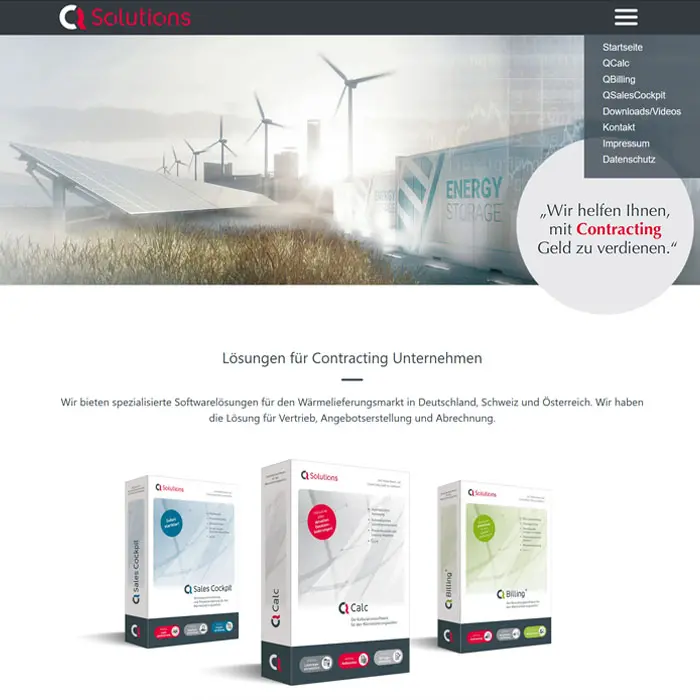 Solutions
Startseite
QCalc
QBilling
QSalesCockpit
Downloads/Videos
Kontakt
Impressum
Datenschutz
ENERGY
STORAGE
„Wir helfen Ihnen,
mit Contracting
Geld zu verdienen.“
Lösungen für Contracting Unternehmen
Wir bieten spezialisierte Softwarelösungen für den Wärmelieferungsmarkt in Deutschland, Schweiz und Österreich. Wir haben
die Lösung für Vertrieb, Angebotserstellung und Abrechnung.
Solutions
Sales Cockpit
Sales Cockpit
Solutions
Calc
Calc
Solutions
Billing
Billing